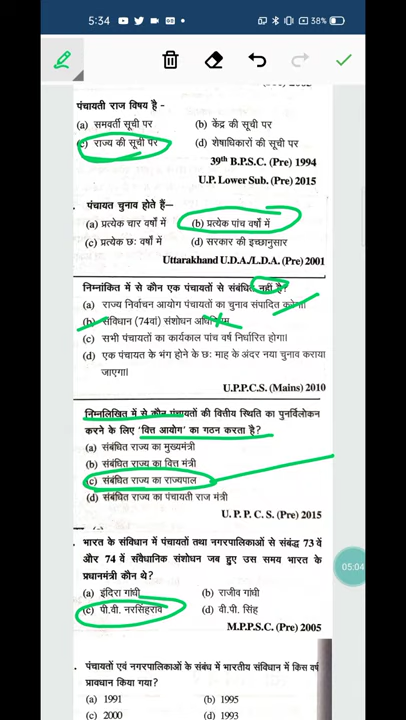 5:34
38%
पंचायती राज विषय है -
(a) समवर्ती सूची पर (b) केंद्र की सूची पर
(c) राज्य की सूची पर (d) शेषाधिकारों की सूची पर
39th B.P.S.C. (Pre) 1994
U.P. Lower Sub. (Pre) 2015
. पंचायत चुनाव होते हैं—
(a) प्रत्येक चार वर्षों में (b) प्रत्येक पांच वर्षों में
(c) प्रत्येक छः वर्षों में (d) सरकार की इच्छानुसार
Uttarakhand U.D.A./L.D.A. (Pre) 2001
निम्नांकित में से कौन एक पंचायतों से संबंधित नहीं है?
(a) राज्य निर्वाचन आयोग पंचायतों का चुनाव संपादित करेगा।
(b) संविधान (74वां) संशोधन अधिनियम
(c) सभी पंचायतों का कार्यकाल पांच वर्ष निर्धारित होगा।
(d) एक पंचायत के भंग होने के छः माह के अंदर नया चुनाव कराया
जाएगा।
U.P.P.C.S. (Mains) 2010
निम्नलिखित में से कौन पंचायतों की वित्तीय स्थिति का पुनर्विलोकन
करने के लिए 'वित्त आयोग' का गठन करता है?
(a) संबंधित राज्य का मुख्यमंत्री
(b) संबंधित राज्य का वित्त मंत्री
(c) संबंधित राज्य का राज्यपाल
(d) संबंधित राज्य का पंचायती राज मंत्री
U. P. P. C. S. (Pre) 2015
. भारत के संविधान में पंचायतों तथा नगरपालिकाओं से संबद्ध 73 वें
और 74 वें संवैधानिक संशोधन जब हुए उस समय भारत के
प्रधानमंत्री कौन थे?
(a) इंदिरा गांधी (b) राजीव गांधी
(c) पी.वी. नरसिंहराव (d) वी.पी. सिंह
M.P.P.S.C. (Pre) 2005
05:04
. पंचायतों एवं नगरपालिकाओं के संबंध में भारतीय संविधान में किस वर्ष
प्रावधान किया गया?
(a) 1991 (b) 1995
(c) 2000 (d) 1993